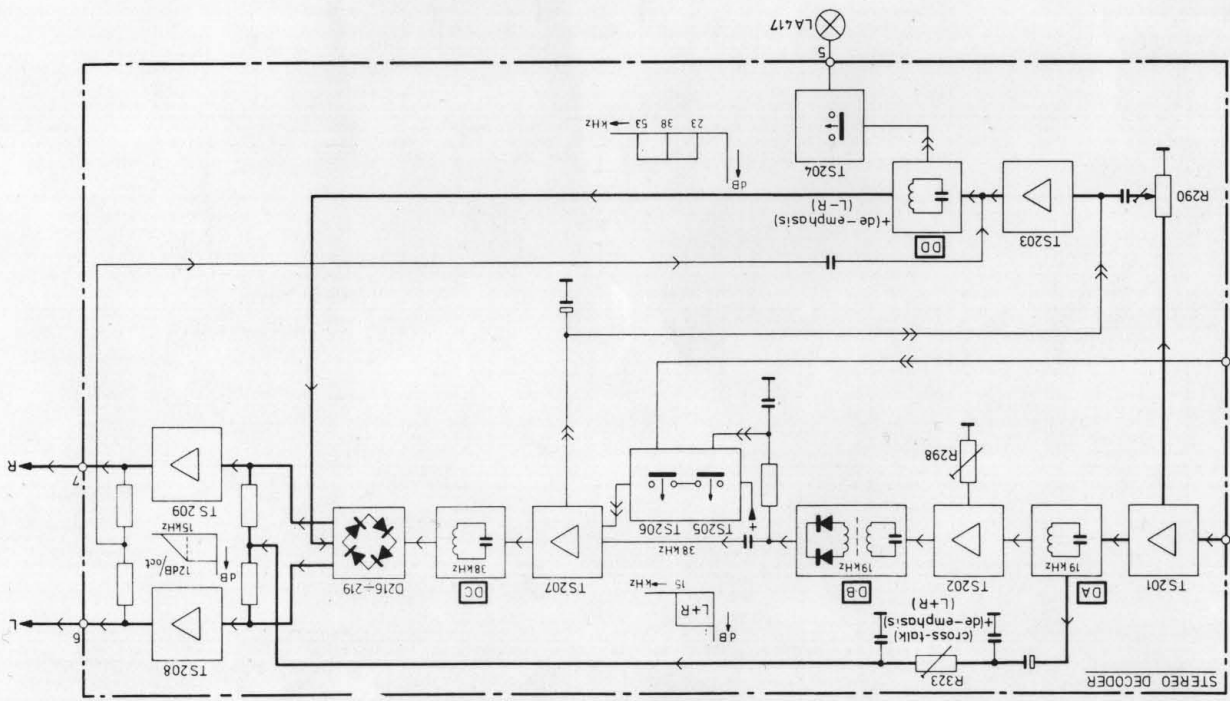 STEREO DECODER
R323
(cross-talk)
+(de-emphasis)
(L+R)
dB
L+R
15 kHz
TS208
6
L
TS201
DA
19 kHz
TS202
R298
DB
19 kHz
38 kHz
+
TS205
TS206
TS207
DC
38 kHz
D216÷219
dB
12dB/oct
15kHz
TS209
7
R
R290
TS203
DD
+(de-emphasis)
(L-R)
TS204
dB
23
38
53
kHz
5
LA417